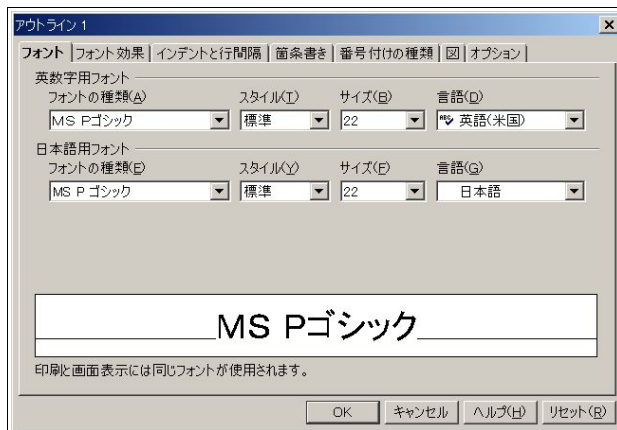 アウトライン 1
フォント フォント効果 インデントと行間隔 箇条書き 番号付けの種類 図 オプション
英数字用フォント
フォントの種類(A) スタイル(T) サイズ(B) 言語(D)
MS Pゴシック 標準 22 ABC 英語(米国)
日本語用フォント
フォントの種類(E) スタイル(Y) サイズ(F) 言語(G)
MS P ゴシック 標準 22 日本語
MS Pゴシック
印刷と画面表示には同じフォントが使用されます。
OK キャンセル ヘルプ(H) リセット(R)